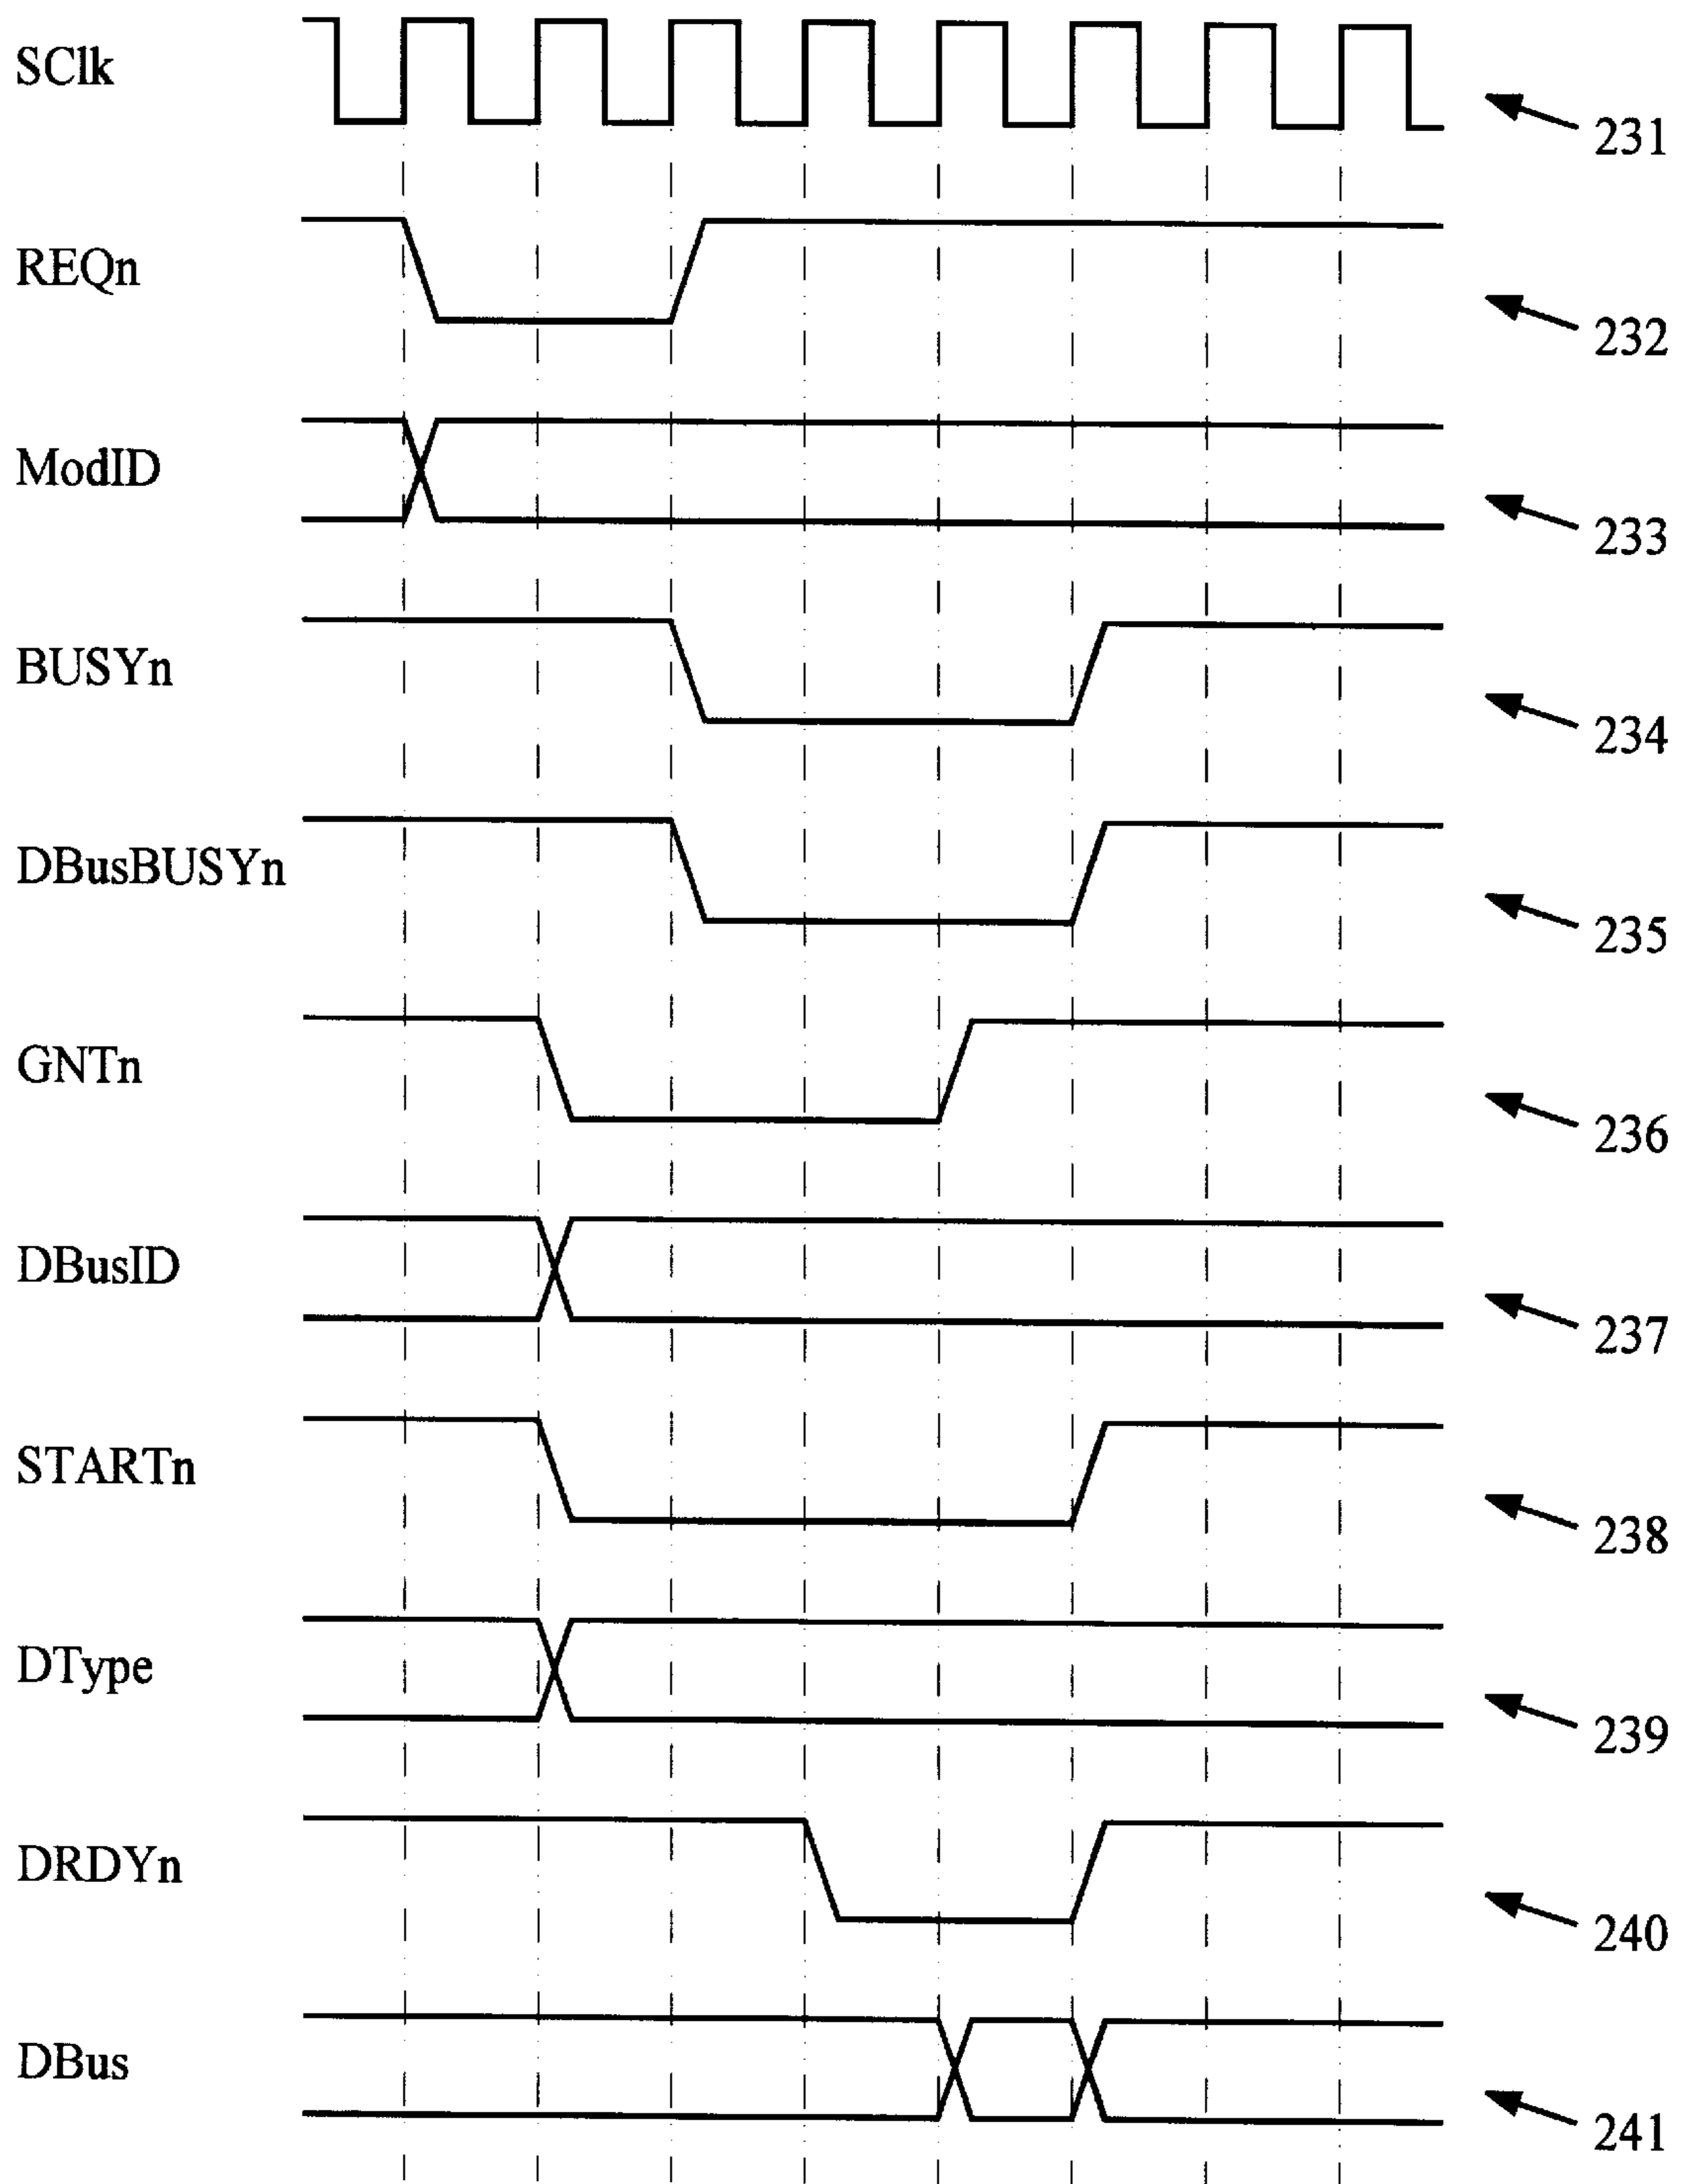 SClk
231
REQn
232
ModID
233
BUSYn
234
DBusBUSYn
235
GNTn
236
DBusID
237
STARTn
238
DType
239
DRDYn
240
DBus
241